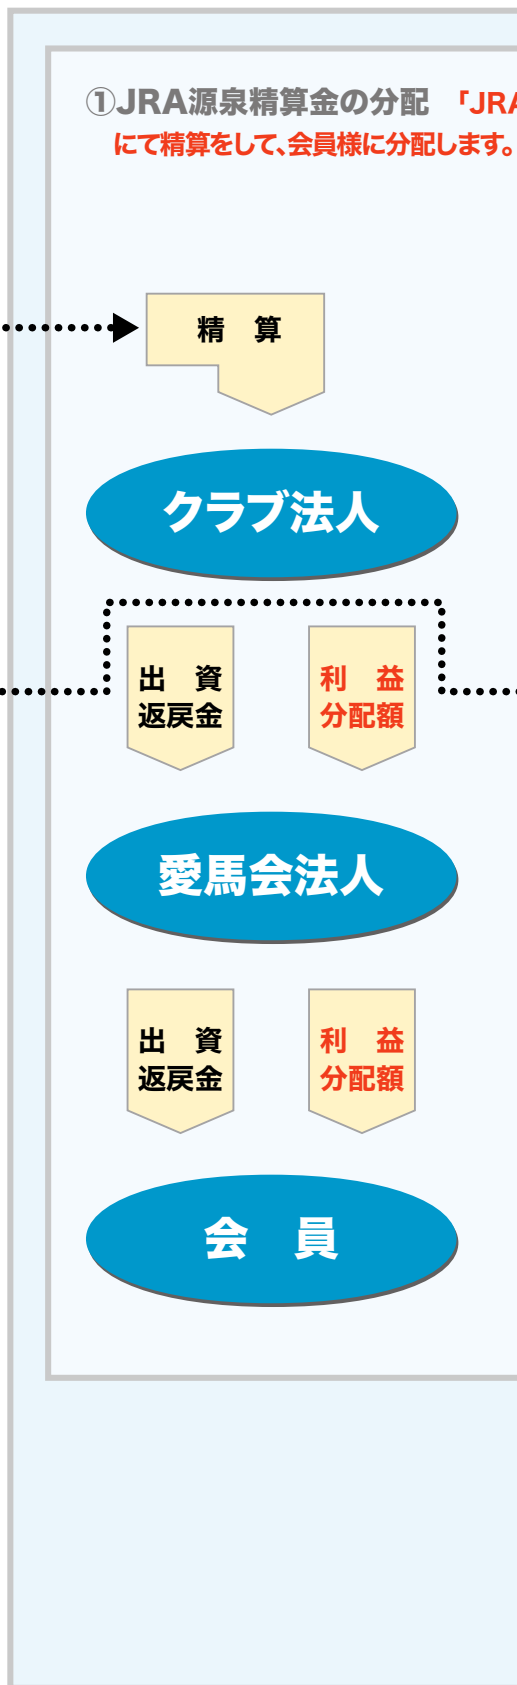 ①JRA源泉精算金の分配 「JRA
にて精算をして、会員様に分配します。
精 算
クラブ法人
出 資
返戻金
利 益
分配額
愛馬会法人
出 資
返戻金
利 益
分配額
会 員